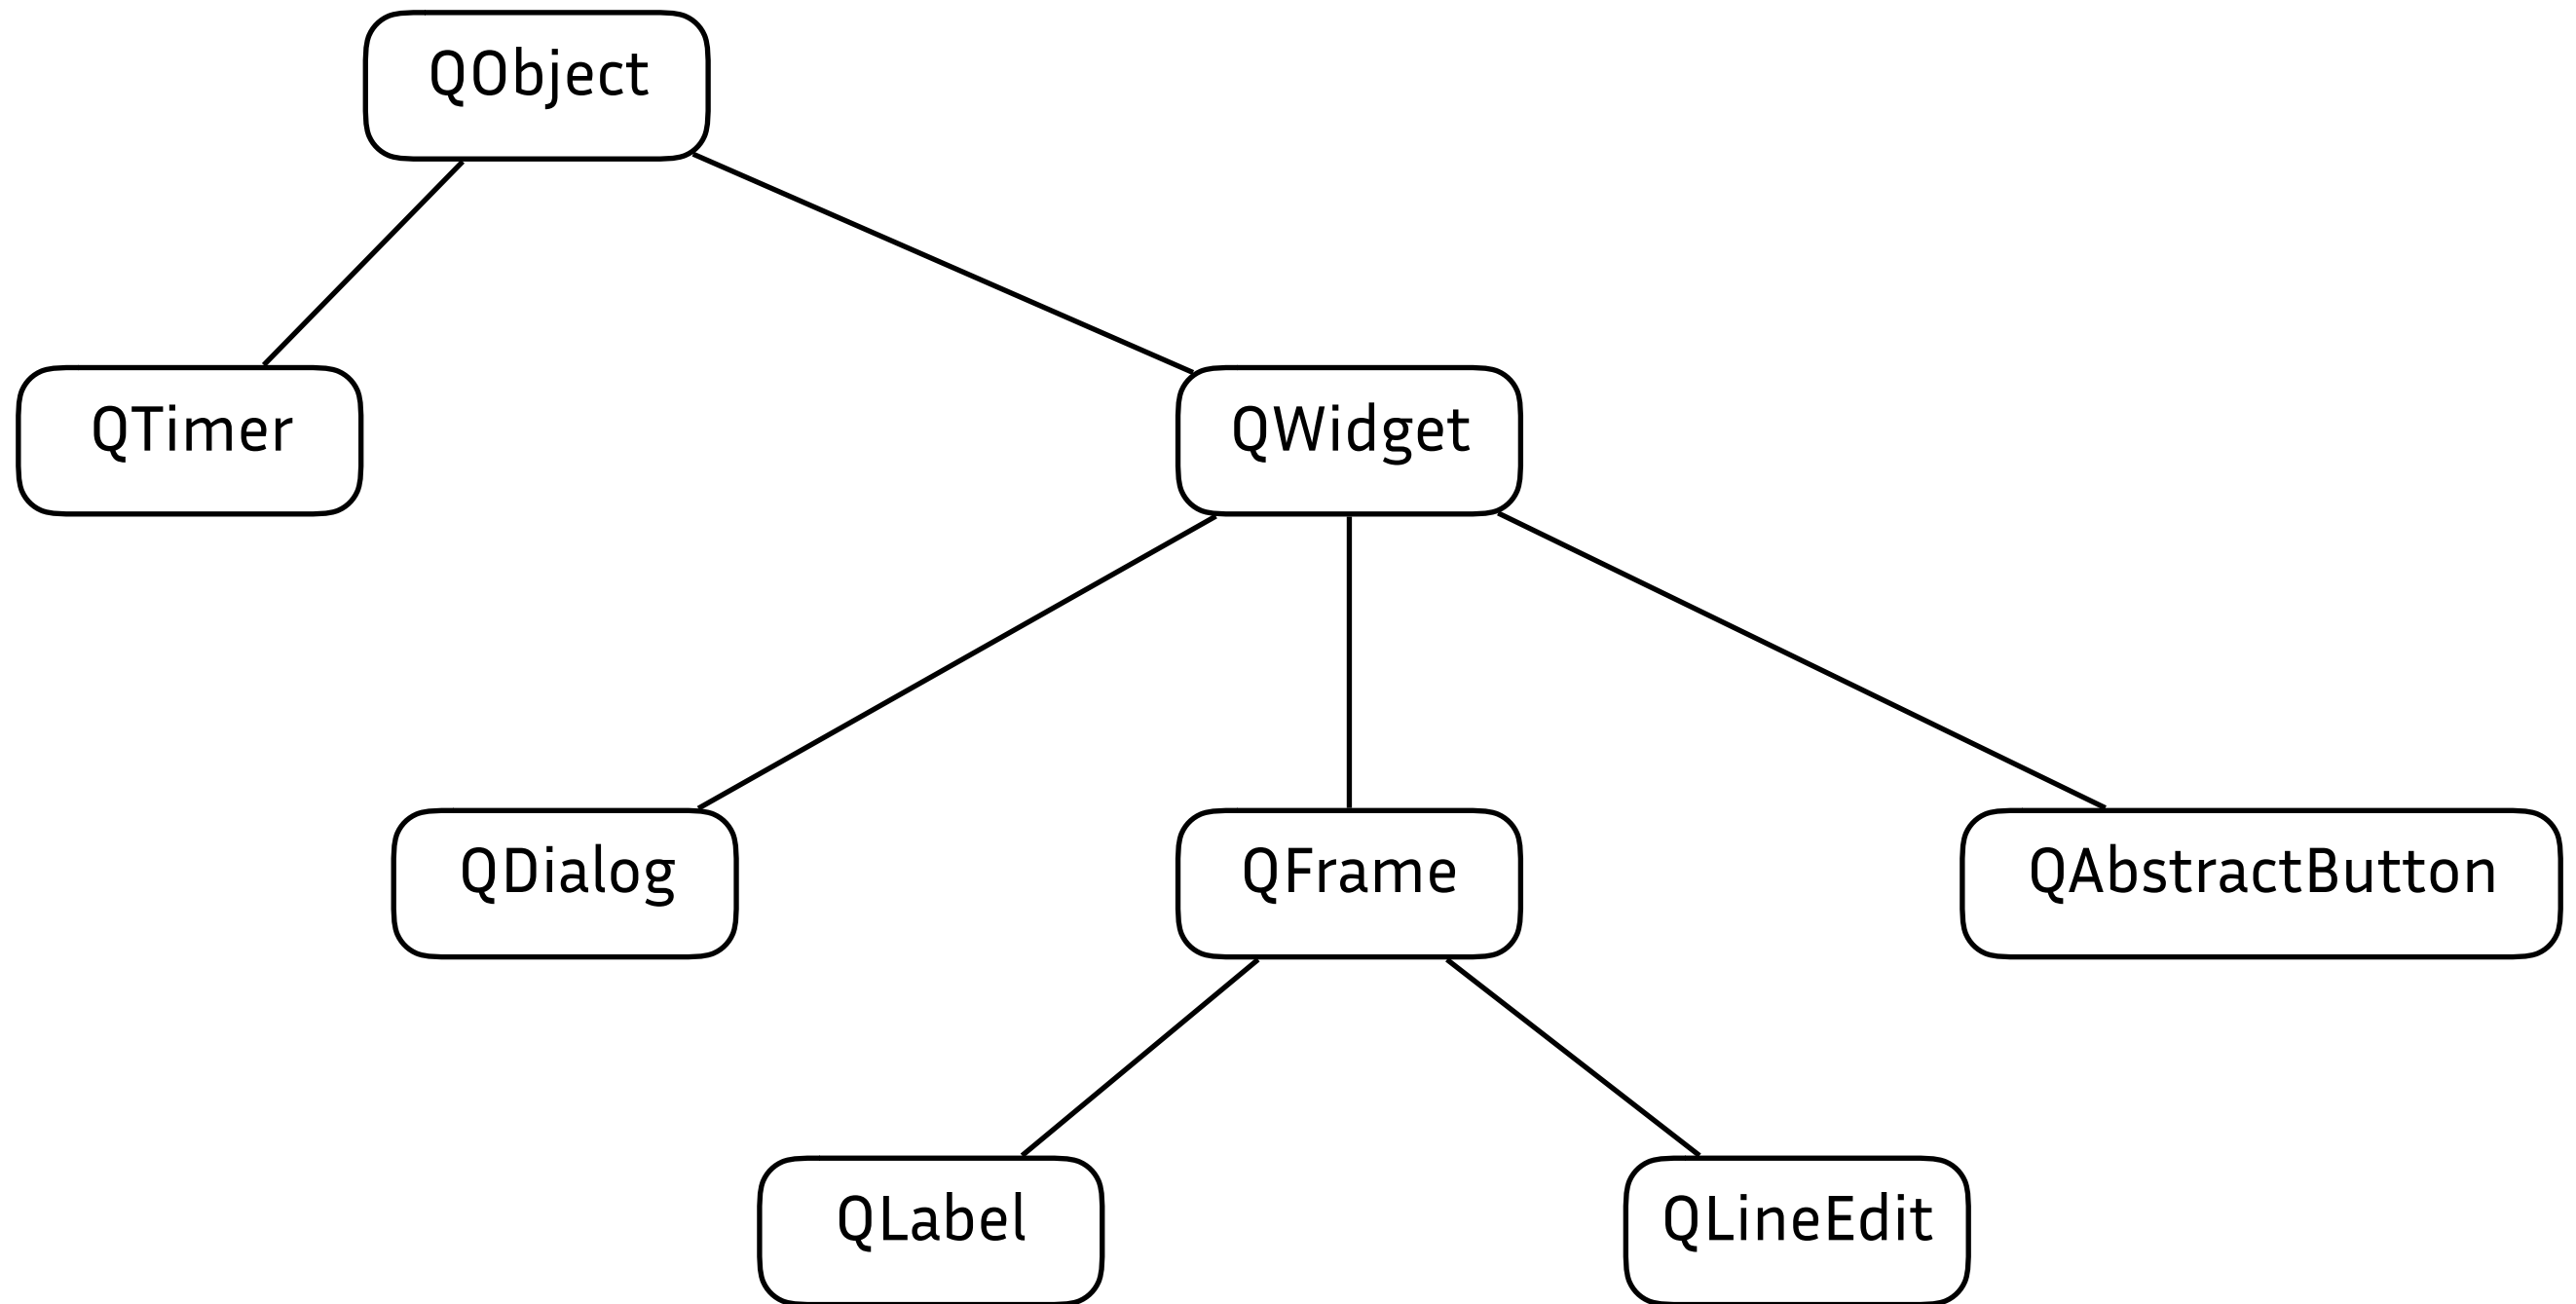 QObject
QTimer
QWidget
QDialog
QFrame
QAbstractButton
QLabel
QLineEdit